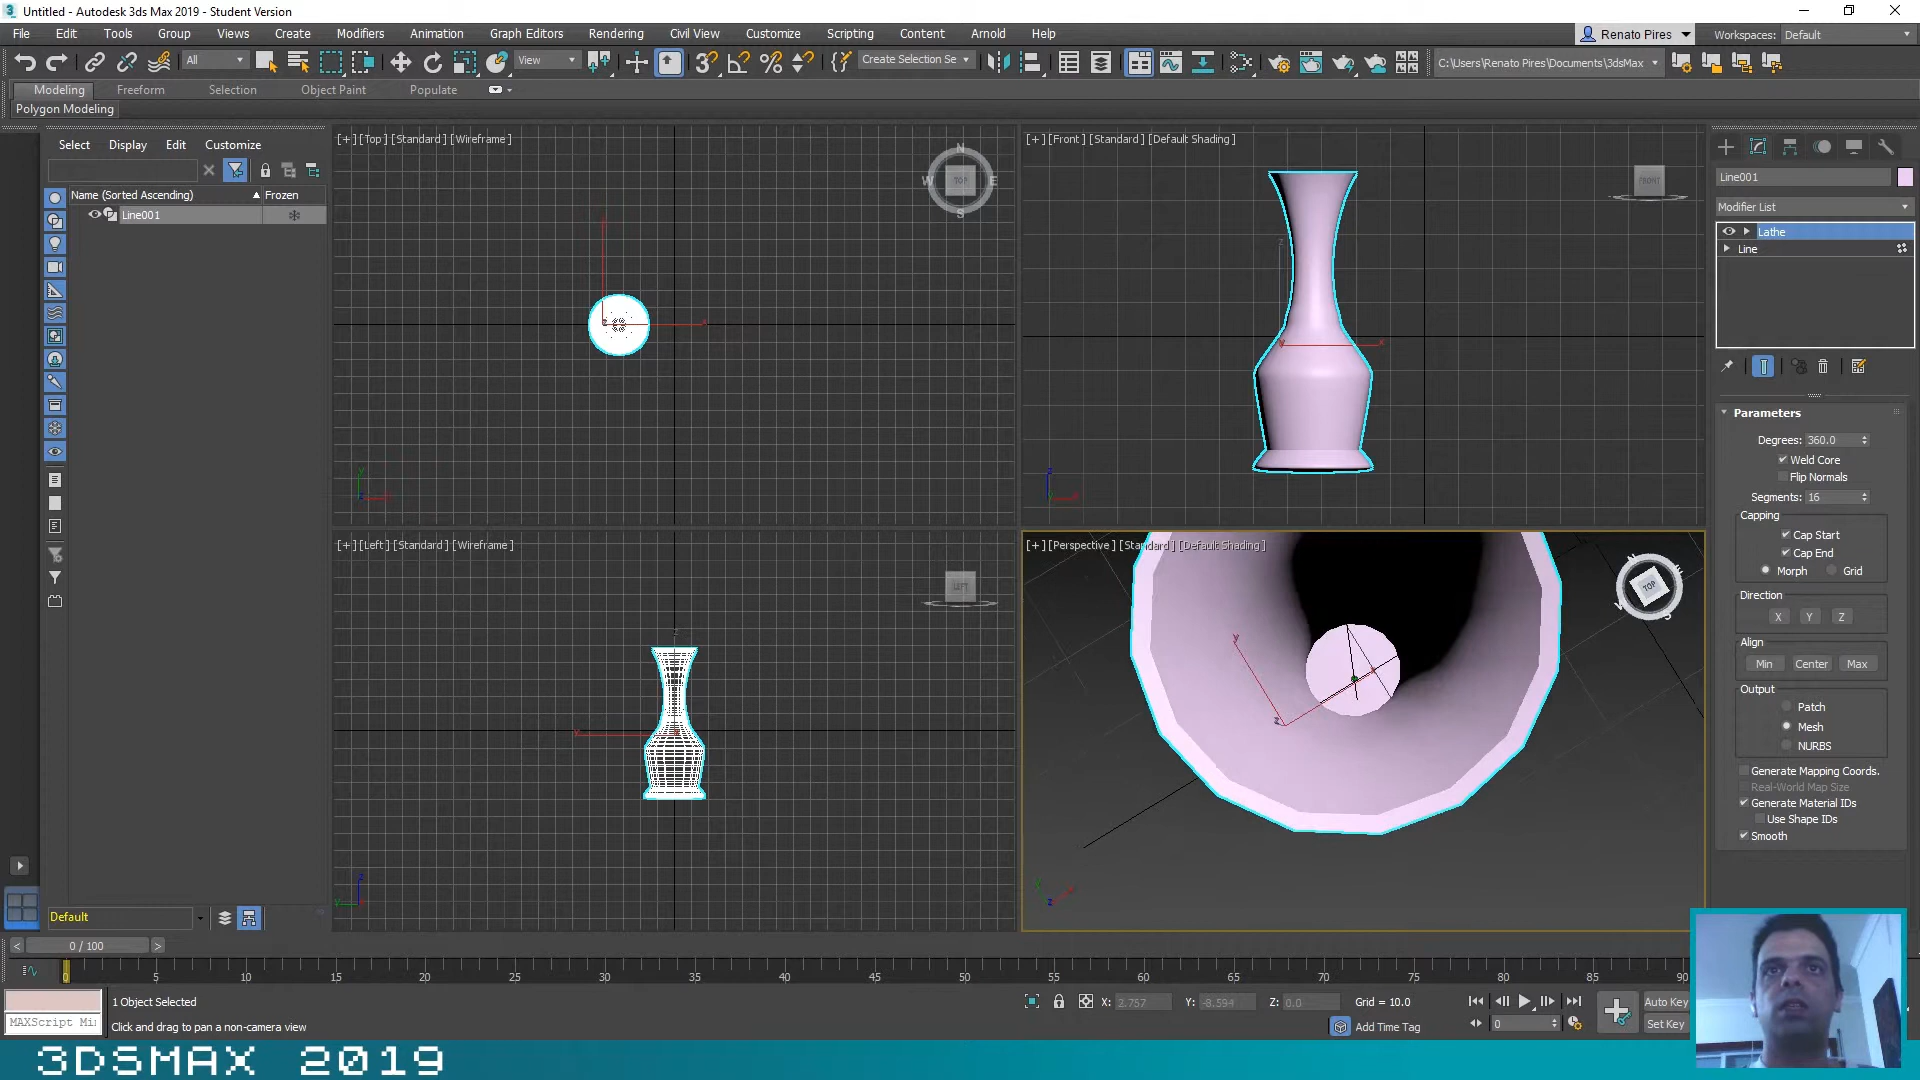 Untitled - Autodesk 3ds Max 2019 - Student Version
File Edit Tools Group Views Create Modifiers Animation Graph Editors Rendering Civil View Customize Scripting Content Arnold Help
Renato Pires
Workspaces: Default
All
View
Create Selection Se
C:\Users\Renato Pires\Documents\3dsMax
Modeling Freeform Selection Object Paint Populate
Polygon Modeling
Select Display Edit Customize
Name (Sorted Ascending) Frozen
Line001
Default
[+] [Top] [Standard] [Wireframe]
N
W TOP E
S
[+] [Front] [Standard] [Default Shading]
FRONT
[+] [Left] [Standard] [Wireframe]
LEFT
[+] [Perspective] [Standard] [Default Shading]
TOP
Line001
Modifier List
Lathe
Line
Parameters
Degrees: 360.0
Weld Core
Flip Normals
Segments: 16
Capping
Cap Start
Cap End
Morph Grid
Direction
X Y Z
Align
Min Center Max
Output
Patch
Mesh
NURBS
Generate Mapping Coords.
Real-World Map Size
Generate Material IDs
Use Shape IDs
Smooth
0 / 100
0 5 10 15 20 25 30 35 40 45 50 55 60 65 70 75 80 85 90
1 Object Selected
X: 2.757 Y: -8.594 Z: 0.0 Grid = 10.0
Auto Key
MAXScript Mi
Click and drag to pan a non-camera view
Add Time Tag
0
Set Key
3DSMAX 2019